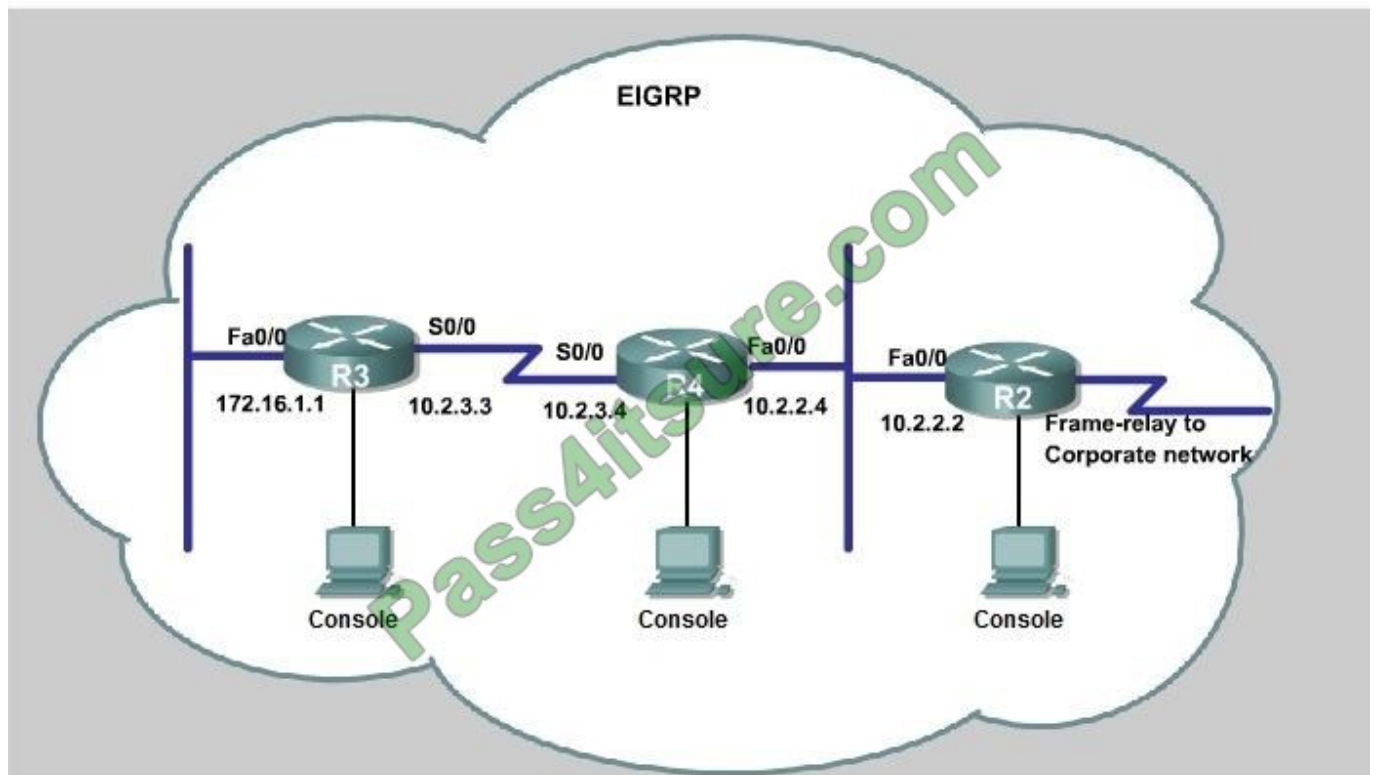 EIGRP
Fa0/0
S0/0
S0/0
Fa0/0
Fa0/0
R3
R4
R2
172.16.1.1
10.2.3.3
10.2.3.4
10.2.2.4
10.2.2.2
Frame-relay to
Corporate network
Console
Console
Console
Pass4itsure.com